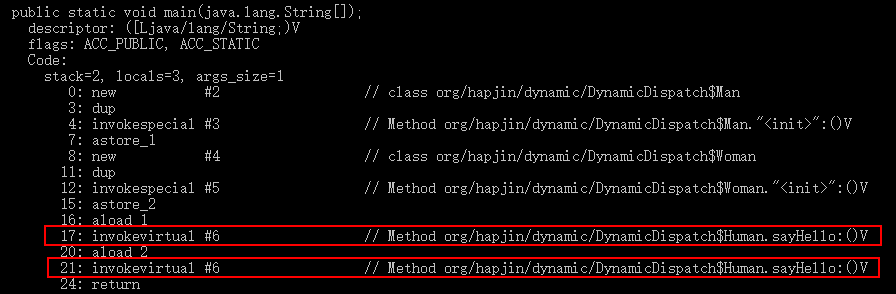 public static void main(java.lang.String[]);
descriptor: ([Ljava/lang/String;)V
flags: ACC_PUBLIC, ACC_STATIC
Code:
stack=2, locals=3, args_size=1
0: new #2 // class org/hapjin/dynamic/DynamicDispatch$Man
3: dup
4: invokespecial #3 // Method org/hapjin/dynamic/DynamicDispatch$Man."<init>":()V
7: astore_1
8: new #4 // class org/hapjin/dynamic/DynamicDispatch$Woman
11: dup
12: invokespecial #5 // Method org/hapjin/dynamic/DynamicDispatch$Woman."<init>":()V
15: astore_2
16: aload_1
17: invokevirtual #6 // Method org/hapjin/dynamic/DynamicDispatch$Human.sayHello:()V
20: aload_2
21: invokevirtual #6 // Method org/hapjin/dynamic/DynamicDispatch$Human.sayHello:()V
24: return